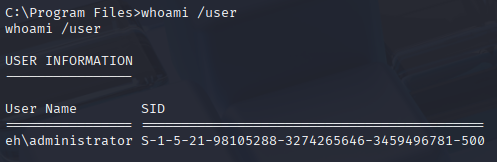 C:\Program Files>whoami /user
whoami /user
USER INFORMATION
----------------
User Name        SID
================ ===========================================
eh\administrator S-1-5-21-98105288-3274265646-3459496781-500